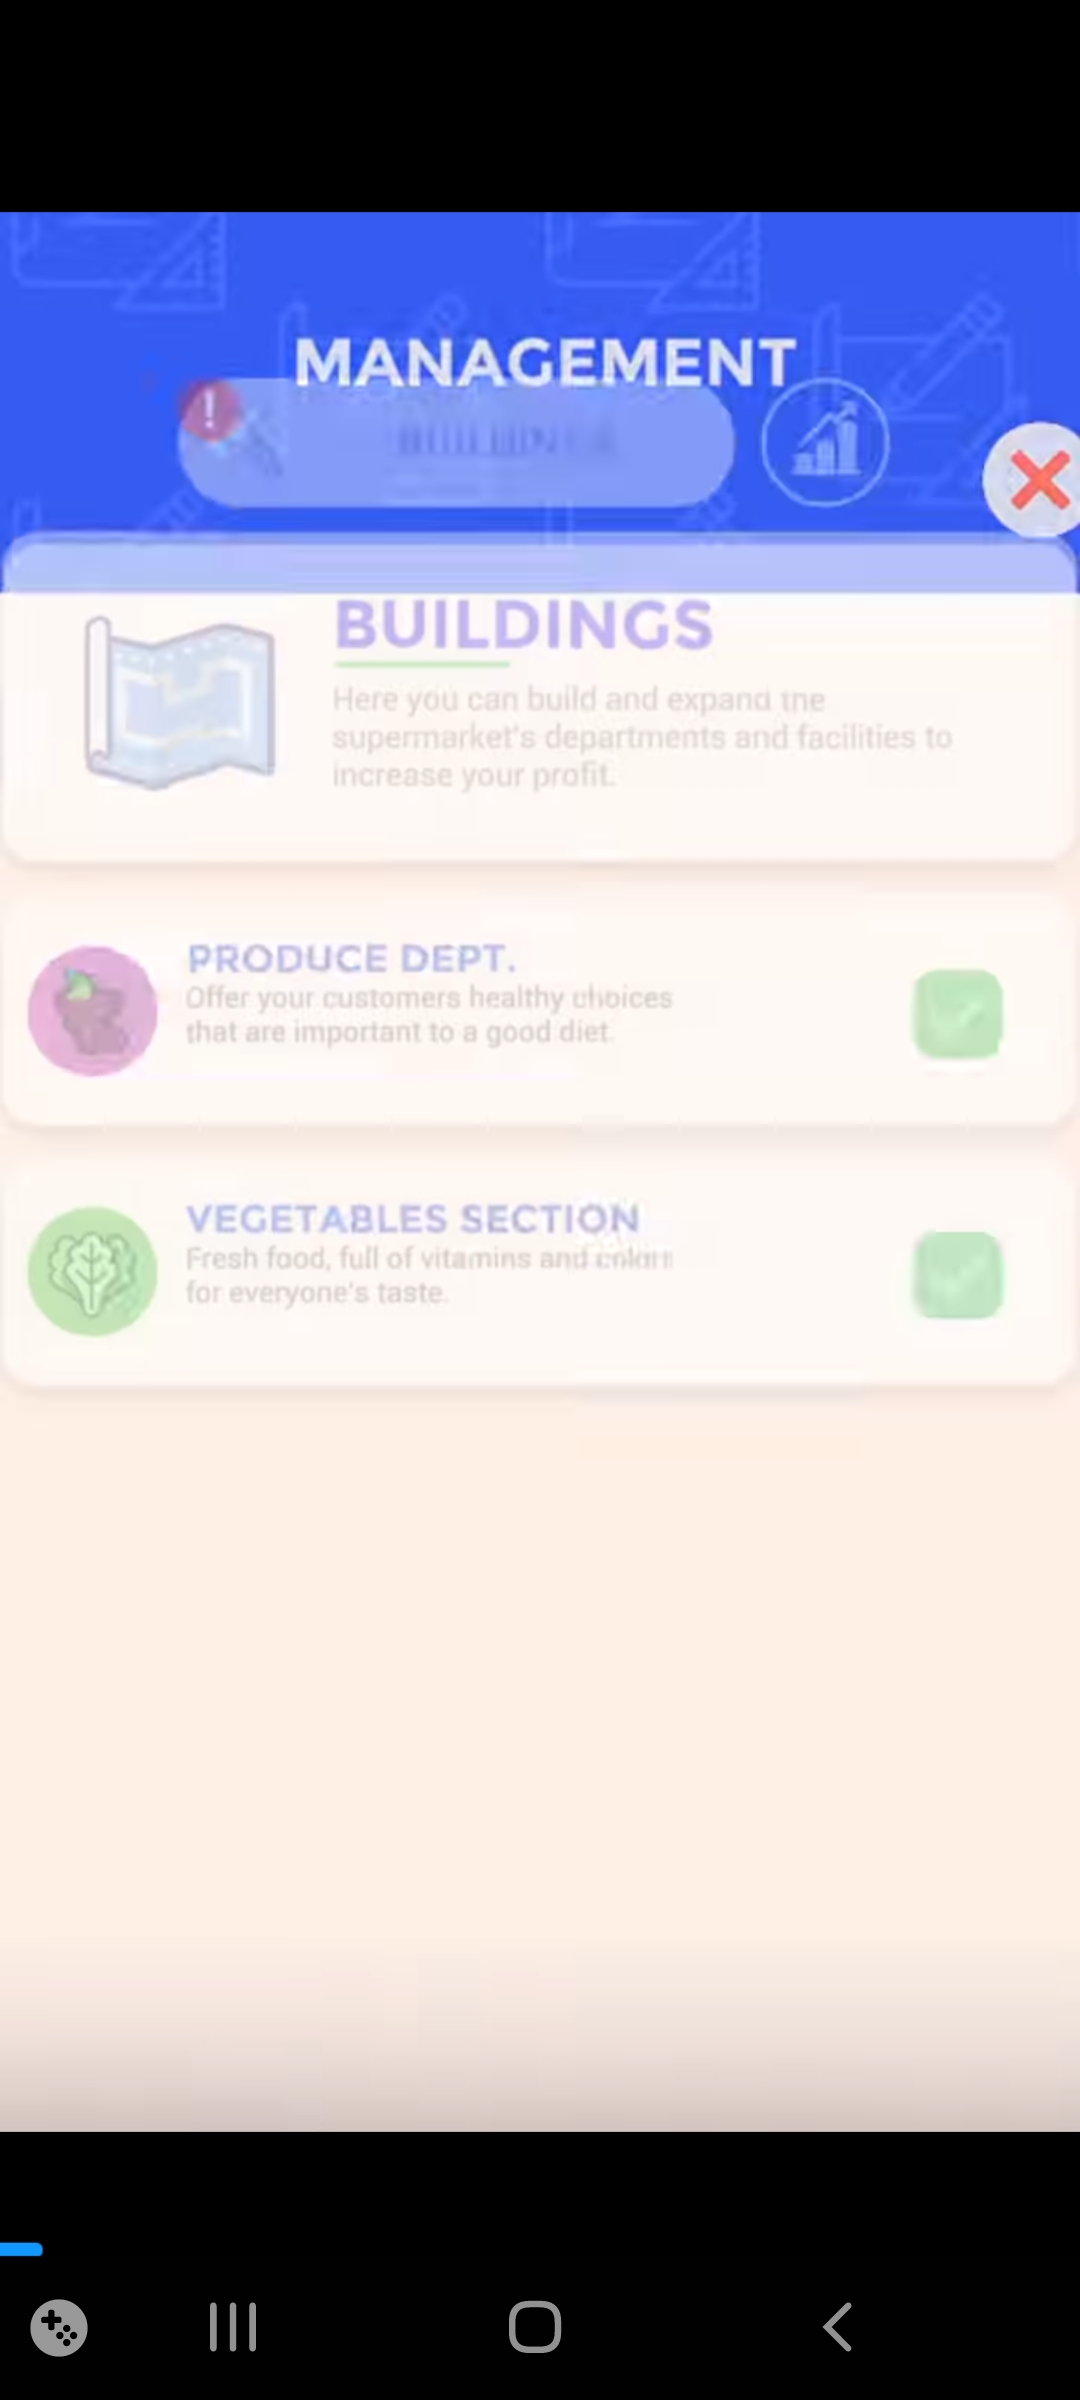 MANAGEMENT
!
BUILDINGS
BUILDINGS
Here you can build and expand the
supermarket's departments and facilities to
increase your profit.
PRODUCE DEPT.
Offer your customers healthy choices
that are important to a good diet.
VEGETABLES SECTION
Fresh food, full of vitamins and colors
for everyone's taste.